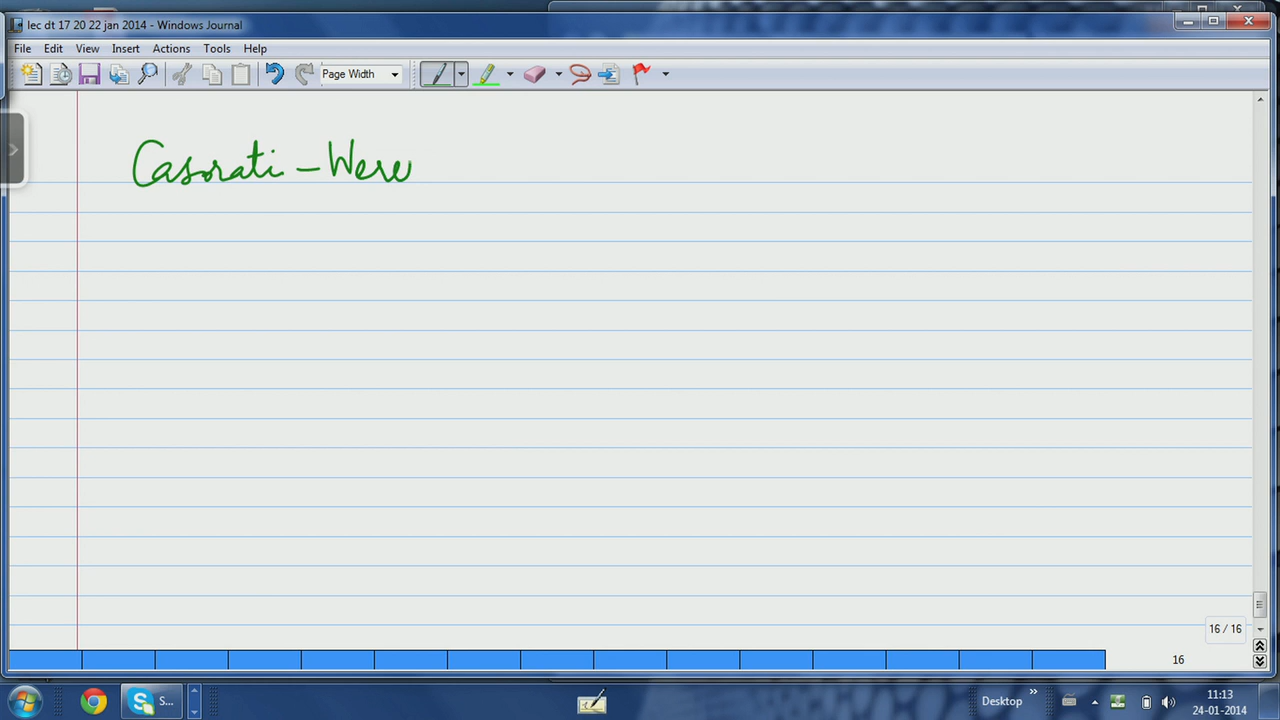 lec dt 17 20 22 jan 2014 - Windows Journal
File Edit View Insert Actions Tools Help
Page Width
Casorati - Were
16 / 16
16
S...
Desktop
11:13
24-01-2014